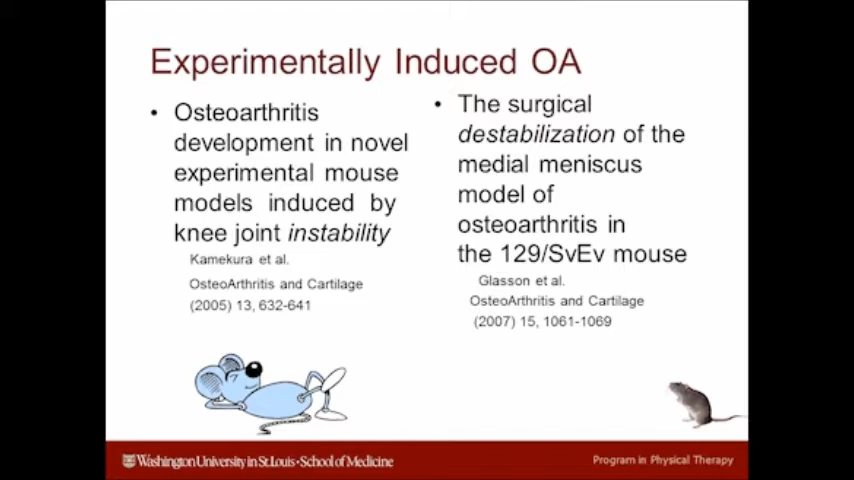 Experimentally Induced OA
• Osteoarthritis
development in novel
experimental mouse
models induced by
knee joint instability
Kamekura et al.
OsteoArthritis and Cartilage
(2005) 13, 632-641
• The surgical
destabilization of the
medial meniscus
model of
osteoarthritis in
the 129/SvEv mouse
Glasson et al.
OsteoArthritis and Cartilage
(2007) 15, 1061-1069
Washington University in St. Louis • School of Medicine
Program in Physical Therapy